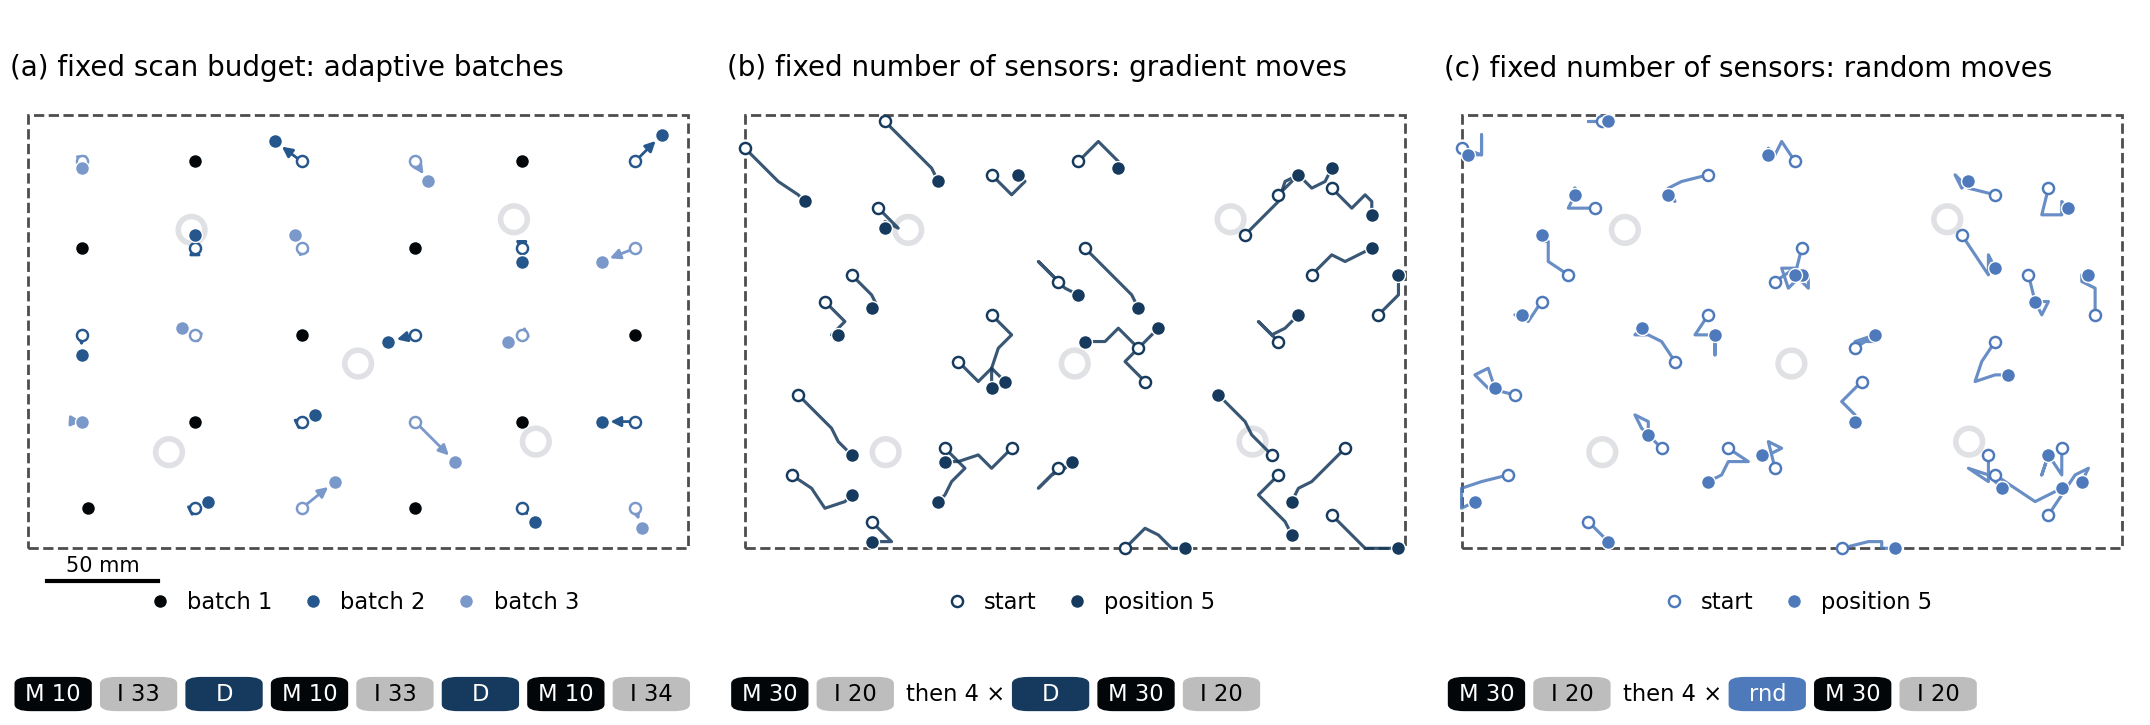 (a) fixed scan budget: adaptive batches
(b) fixed number of sensors: gradient moves
(c) fixed number of sensors: random moves
50 mm
batch 1 batch 2 batch 3
start position 5
start position 5
M 10 I 33 D M 10 I 33 D M 10 I 34
M 30 I 20 then 4 × D M 30 I 20
M 30 I 20 then 4 × rnd M 30 I 20